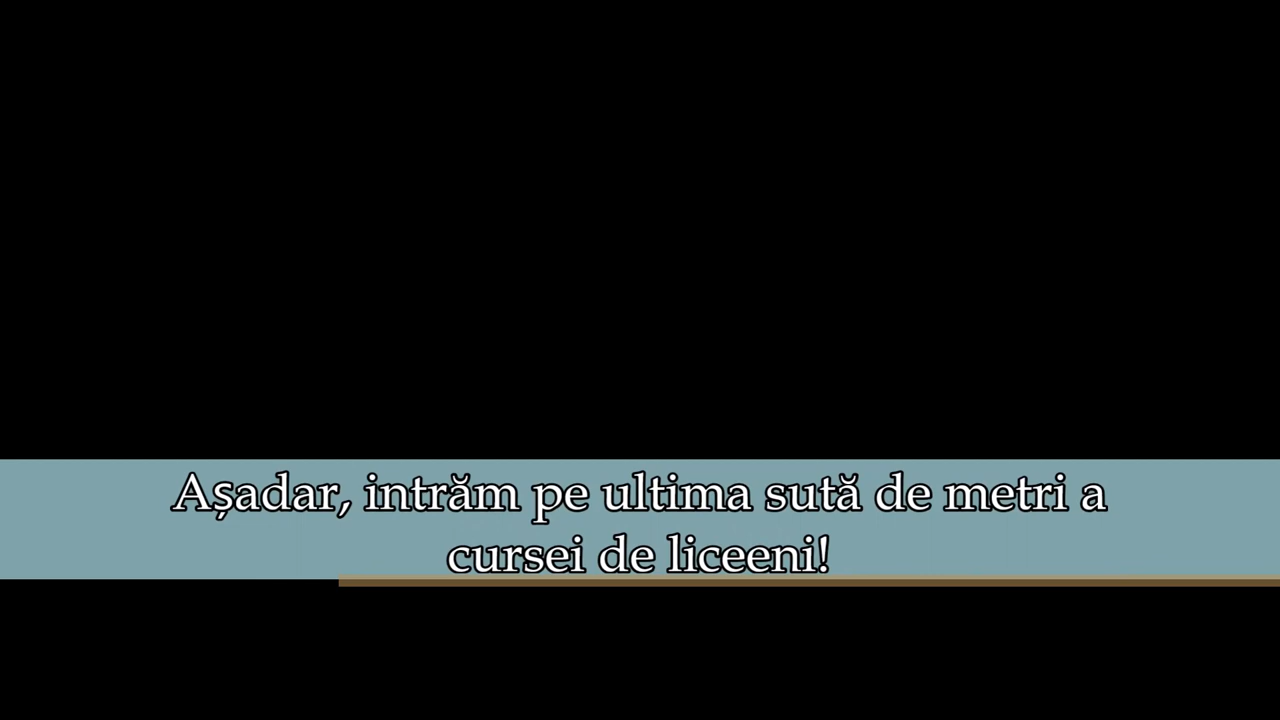 Așadar, intrăm pe ultima sută de metri a
cursei de liceeni!